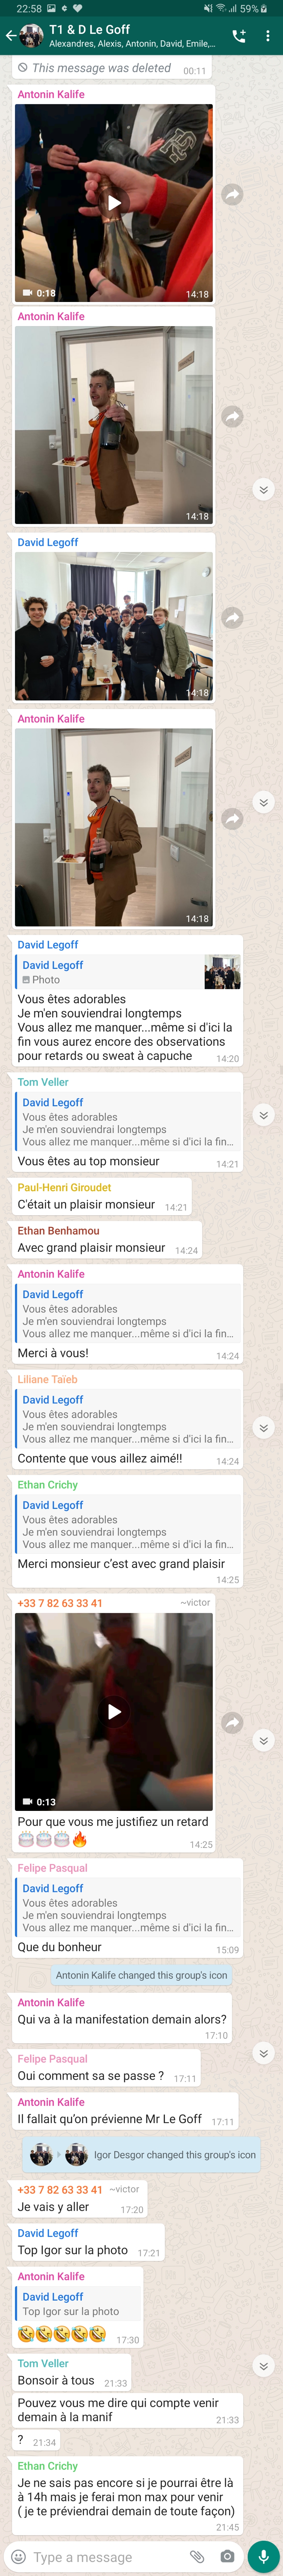 22:58
59%
T1 & D Le Goff
Alexandres, Alexis, Antonin, David, Emile,...
This message was deleted 00:11
Antonin Kalife
0:18
14:18
Antonin Kalife
14:18
David Legoff
14:18
Antonin Kalife
14:18
David Legoff
David Legoff
Photo
Vous êtes adorables
Je m'en souviendrai longtemps
Vous allez me manquer...même si d'ici la
fin vous aurez encore des observations
pour retards ou sweat à capuche 14:20
Tom Veller
David Legoff
Vous êtes adorables
Je m'en souviendrai longtemps
Vous allez me manquer...même si d'ici la fin...
Vous êtes au top monsieur 14:21
Paul-Henri Giroudet
C'était un plaisir monsieur 14:21
Ethan Benhamou
Avec grand plaisir monsieur 14:24
Antonin Kalife
David Legoff
Vous êtes adorables
Je m'en souviendrai longtemps
Vous allez me manquer...même si d'ici la fin...
Merci à vous! 14:24
Liliane Taïeb
David Legoff
Vous êtes adorables
Je m'en souviendrai longtemps
Vous allez me manquer...même si d'ici la fin...
Contente que vous aillez aimé!! 14:24
Ethan Crichy
David Legoff
Vous êtes adorables
Je m'en souviendrai longtemps
Vous allez me manquer...même si d'ici la fin...
Merci monsieur c’est avec grand plaisir
14:25
+33 7 82 63 33 41 ~victor
0:13
Pour que vous me justifiez un retard
🎂🎂🎂🔥 14:25
Felipe Pasqual
David Legoff
Vous êtes adorables
Je m'en souviendrai longtemps
Vous allez me manquer...même si d'ici la fin...
Que du bonheur 15:09
Antonin Kalife changed this group's icon
Antonin Kalife
Qui va à la manifestation demain alors?
17:10
Felipe Pasqual
Oui comment sa se passe ? 17:11
Antonin Kalife
Il fallait qu’on prévienne Mr Le Goff 17:11
Igor Desgor changed this group's icon
+33 7 82 63 33 41 ~victor
Je vais y aller 17:20
David Legoff
Top Igor sur la photo 17:21
Antonin Kalife
David Legoff
Top Igor sur la photo
🤣🤣🤣🤣🤣 17:30
Tom Veller
Bonsoir à tous 21:33
Pouvez vous me dire qui compte venir
demain à la manif 21:33
? 21:34
Ethan Crichy
Je ne sais pas encore si je pourrai être là
à 14h mais je ferai mon max pour venir
( je te préviendrai demain de toute façon)
21:45
Type a message